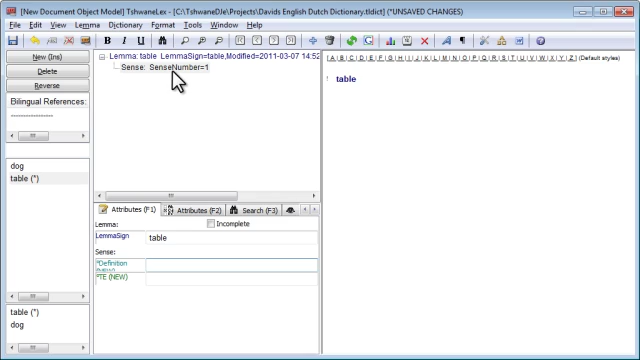 [New Document Object Model] TshwaneLex - [C:\TshwaneDJe\Projects\Davids English Dutch Dictionary.tldict] (*UNSAVED CHANGES)
File Edit View Lemma Dictionary Format Tools Window Help
B I U
New (Ins)
Delete
Reverse
Bilingual References:
------------------
dog
table (*)
table (*)
dog
Lemma: table LemmaSign=table,Modified=2011-03-07 14:52
Sense: SenseNumber=1
Attributes (F1) Attributes (F2) Search (F3)
Lemma: Incomplete
LemmaSign table
Sense:
*Definition
*TE (NEW)
[ A | B | C | D | E | F | G | H | I | J | K | L | M | N | O | P | Q | R | S | T | U | V | W | X | Y | Z ] (Default styles)
! table